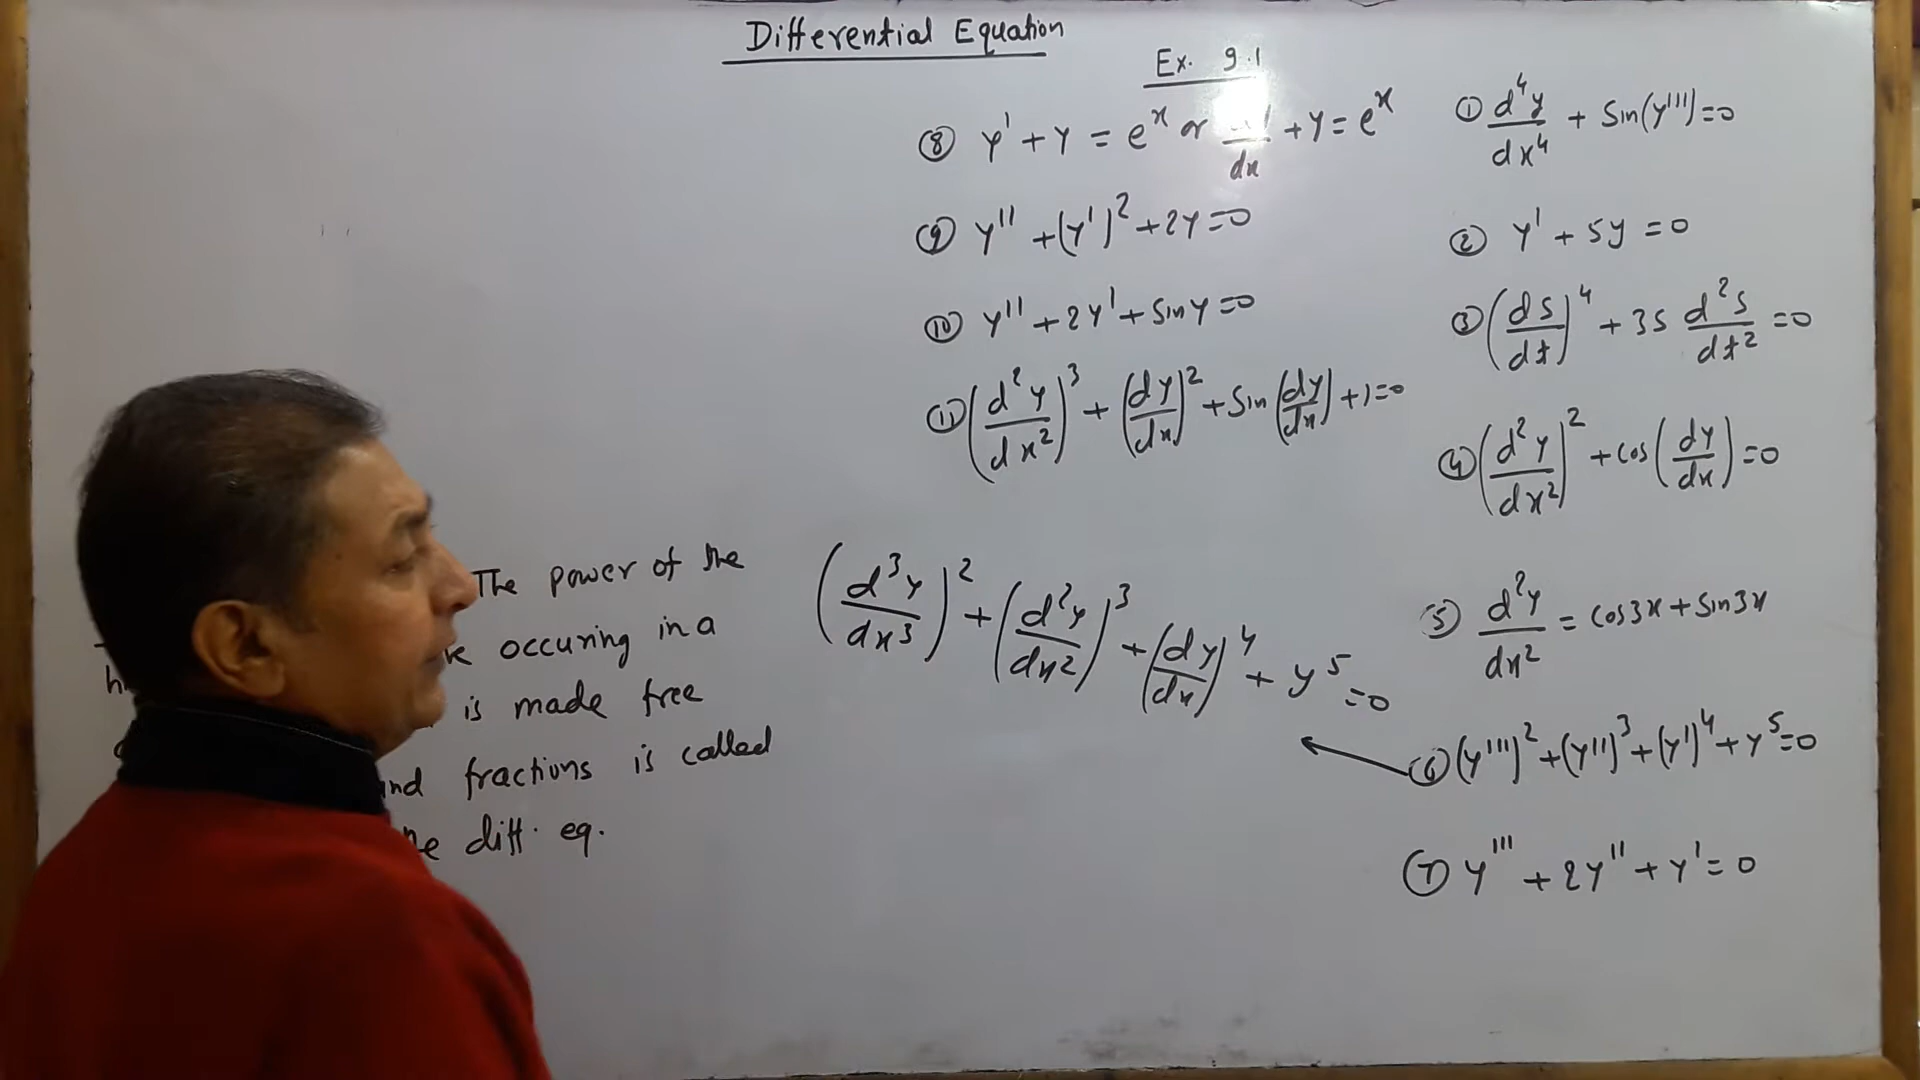 Differential Equation
Ex. 9.1
⑧ y' + y = e^x or /dx + y = e^x
⑨ y'' + (y')² + 2y = 0
⑩ y'' + 2y' + Sin y = 0
⑪ (d²y/dx²)³ + (dy/dx)² + Sin (dy/dx) + 1 = 0
① d⁴y/dx⁴ + Sin(y''') = 0
② y' + 5y = 0
③ (ds/dt)⁴ + 3s d²s/dt² = 0
④ (d²y/dx²)² + cos (dy/dx) = 0
⑤ d²y/dx² = cos3x + Sin3x
⑥ (y''')² + (y'')³ + (y')⁴ + y⁵ = 0
⑦ y''' + 2y'' + y' = 0
The power of the
occuring in a
is made free
fractions is called
diff. eq.
(d³y/dx³)² + (d²y/dx²)³ + (dy/dx)⁴ + y⁵ = 0